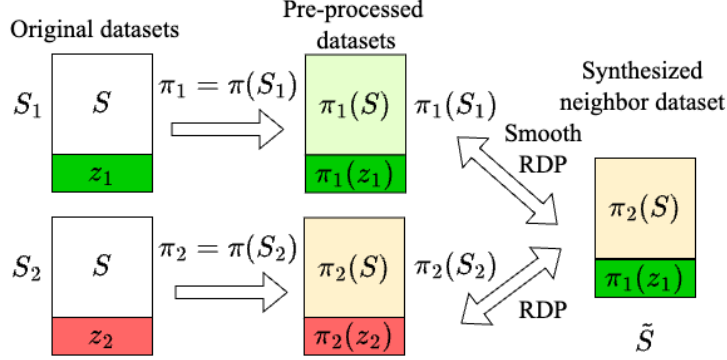 Original datasets
Pre-processed
datasets
Synthesized
neighbor dataset
S₁
S
z₁
π₁ = π(S₁)
π₁(S)
π₁(z₁)
π₁(S₁)
Smooth
RDP
S₂
S
z₂
π₂ = π(S₂)
π₂(S)
π₂(z₂)
π₂(S₂)
RDP
π₂(S)
π₁(z₁)
S̃